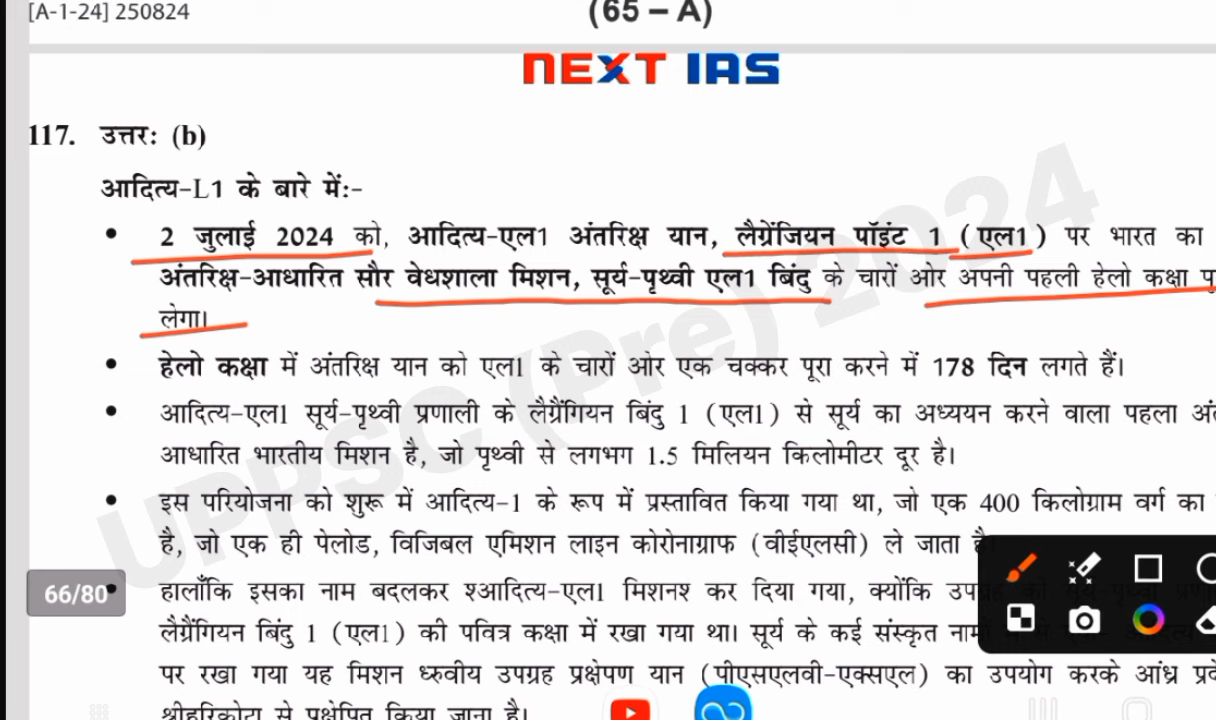 [A-1-24] 250824
(65 – A)
NEXT IAS
117. उत्तर: (b)
आदित्य-L1 के बारे में:-
• 2 जुलाई 2024 को, आदित्य-एल1 अंतरिक्ष यान, लैग्रेंजियन पॉइंट 1 (एल1) पर भारत का
अंतरिक्ष-आधारित सौर वेधशाला मिशन, सूर्य-पृथ्वी एल1 बिंदु के चारों ओर अपनी पहली हेलो कक्षा
लेगा।
• हेलो कक्षा में अंतरिक्ष यान को एल1 के चारों ओर एक चक्कर पूरा करने में 178 दिन लगते हैं।
• आदित्य-एल1 सूर्य-पृथ्वी प्रणाली के लैग्रैंगियन बिंदु 1 (एल1) से सूर्य का अध्ययन करने वाला पहला
आधारित भारतीय मिशन है, जो पृथ्वी से लगभग 1.5 मिलियन किलोमीटर दूर है।
• इस परियोजना को शुरू में आदित्य-1 के रूप में प्रस्तावित किया गया था, जो एक 400 किलोग्राम वर्ग का
है, जो एक ही पेलोड, विजिबल एमिशन लाइन कोरोनाग्राफ (वीईएलसी) ले जाता है।
• हालाँकि इसका नाम बदलकर श्आदित्य-एल1 मिशनश् कर दिया गया, क्योंकि
लैग्रैंगियन बिंदु 1 (एल1) की पवित्र कक्षा में रखा गया था। सूर्य के कई संस्कृत
पर रखा गया यह मिशन ध्रुवीय उपग्रह प्रक्षेपण यान (पीएसएलवी-एक्सएल) का उपयोग करके आंध्र
श्रीहरिकोटा से प्रक्षेपित किया जाना है।
UPPSC (Pre) 2024
66/80